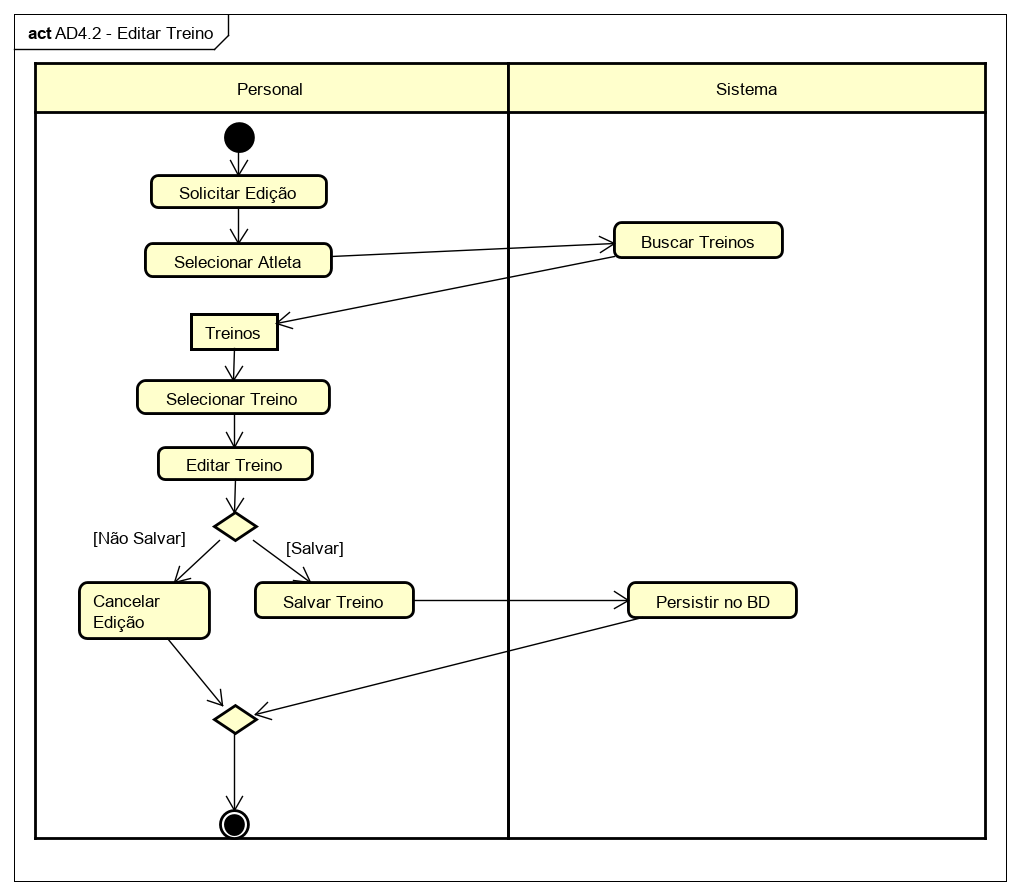 act AD4.2 - Editar Treino
Personal
Sistema
Solicitar Edição
Selecionar Atleta
Buscar Treinos
Treinos
Selecionar Treino
Editar Treino
[Não Salvar]
[Salvar]
Cancelar
Edição
Salvar Treino
Persistir no BD